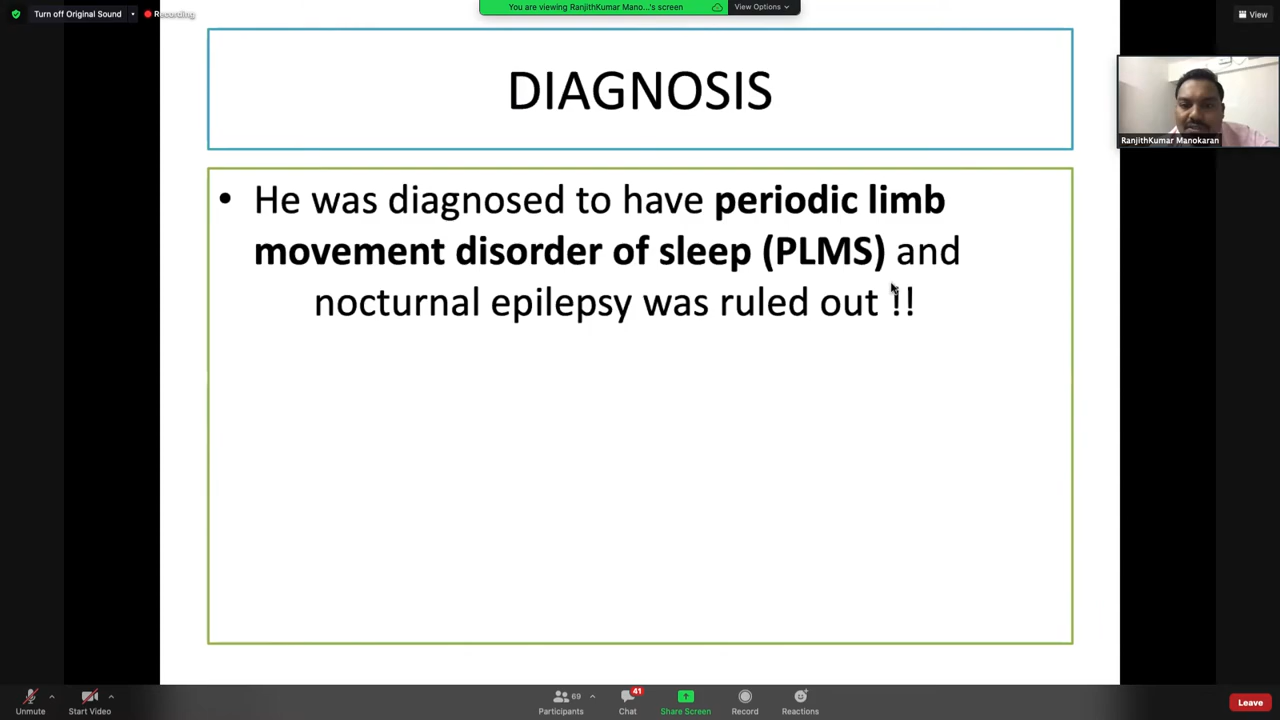 Turn off Original Sound
Recording
You are viewing RanjithKumar Mano...'s screen
View Options
View
DIAGNOSIS
RanjithKumar Manokaran
• He was diagnosed to have periodic limb
movement disorder of sleep (PLMS) and
nocturnal epilepsy was ruled out !!
Unmute
Start Video
Participants
69
Chat
41
Share Screen
Record
Reactions
Leave